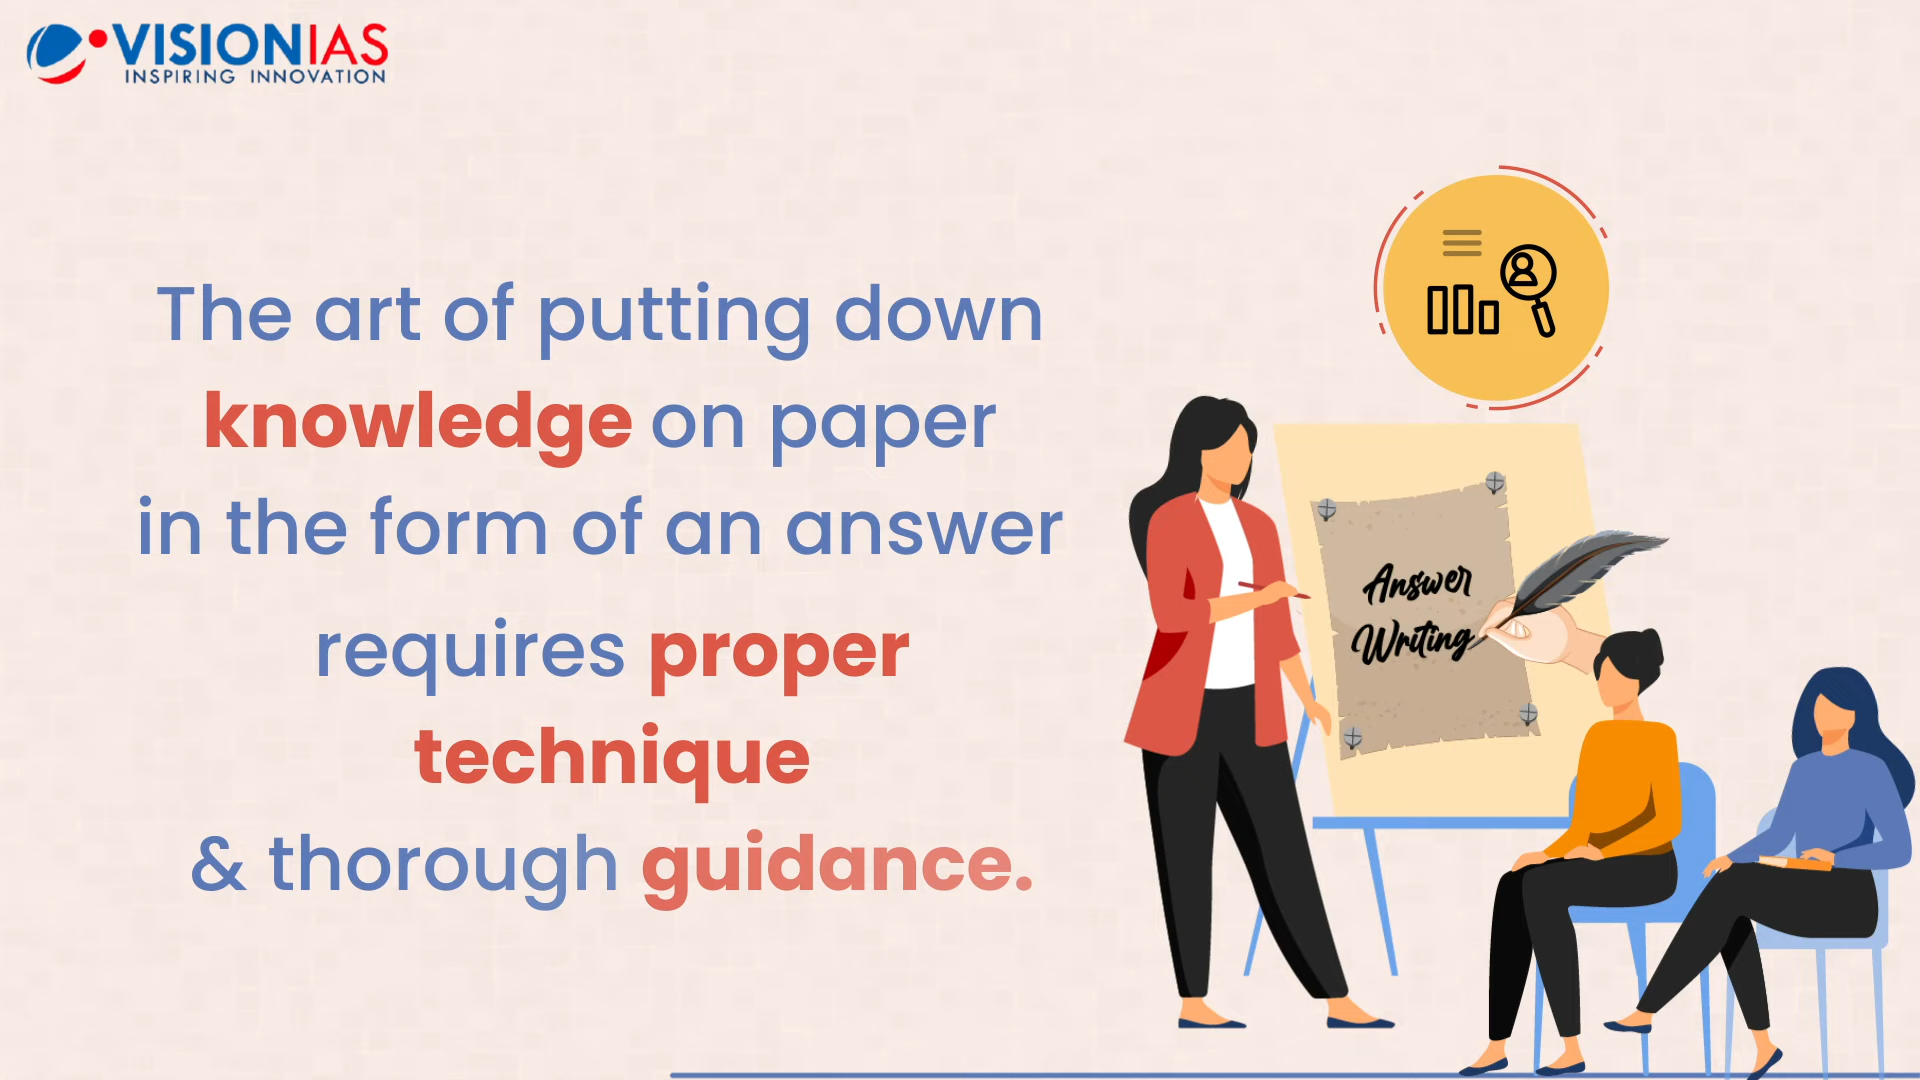 VISIONIAS
INSPIRING INNOVATION
The art of putting down
knowledge on paper
in the form of an answer
requires proper
technique
& thorough guidance.
Answer
Writing